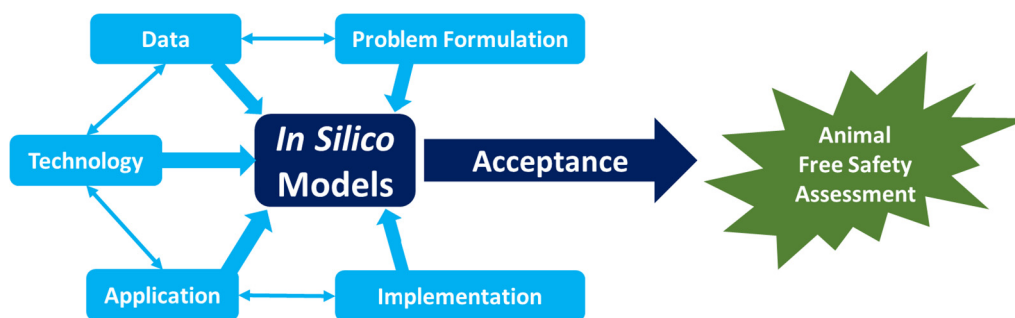 Data
Problem Formulation
Technology
In Silico
Models
Acceptance
Animal
Free Safety
Assessment
Application
Implementation